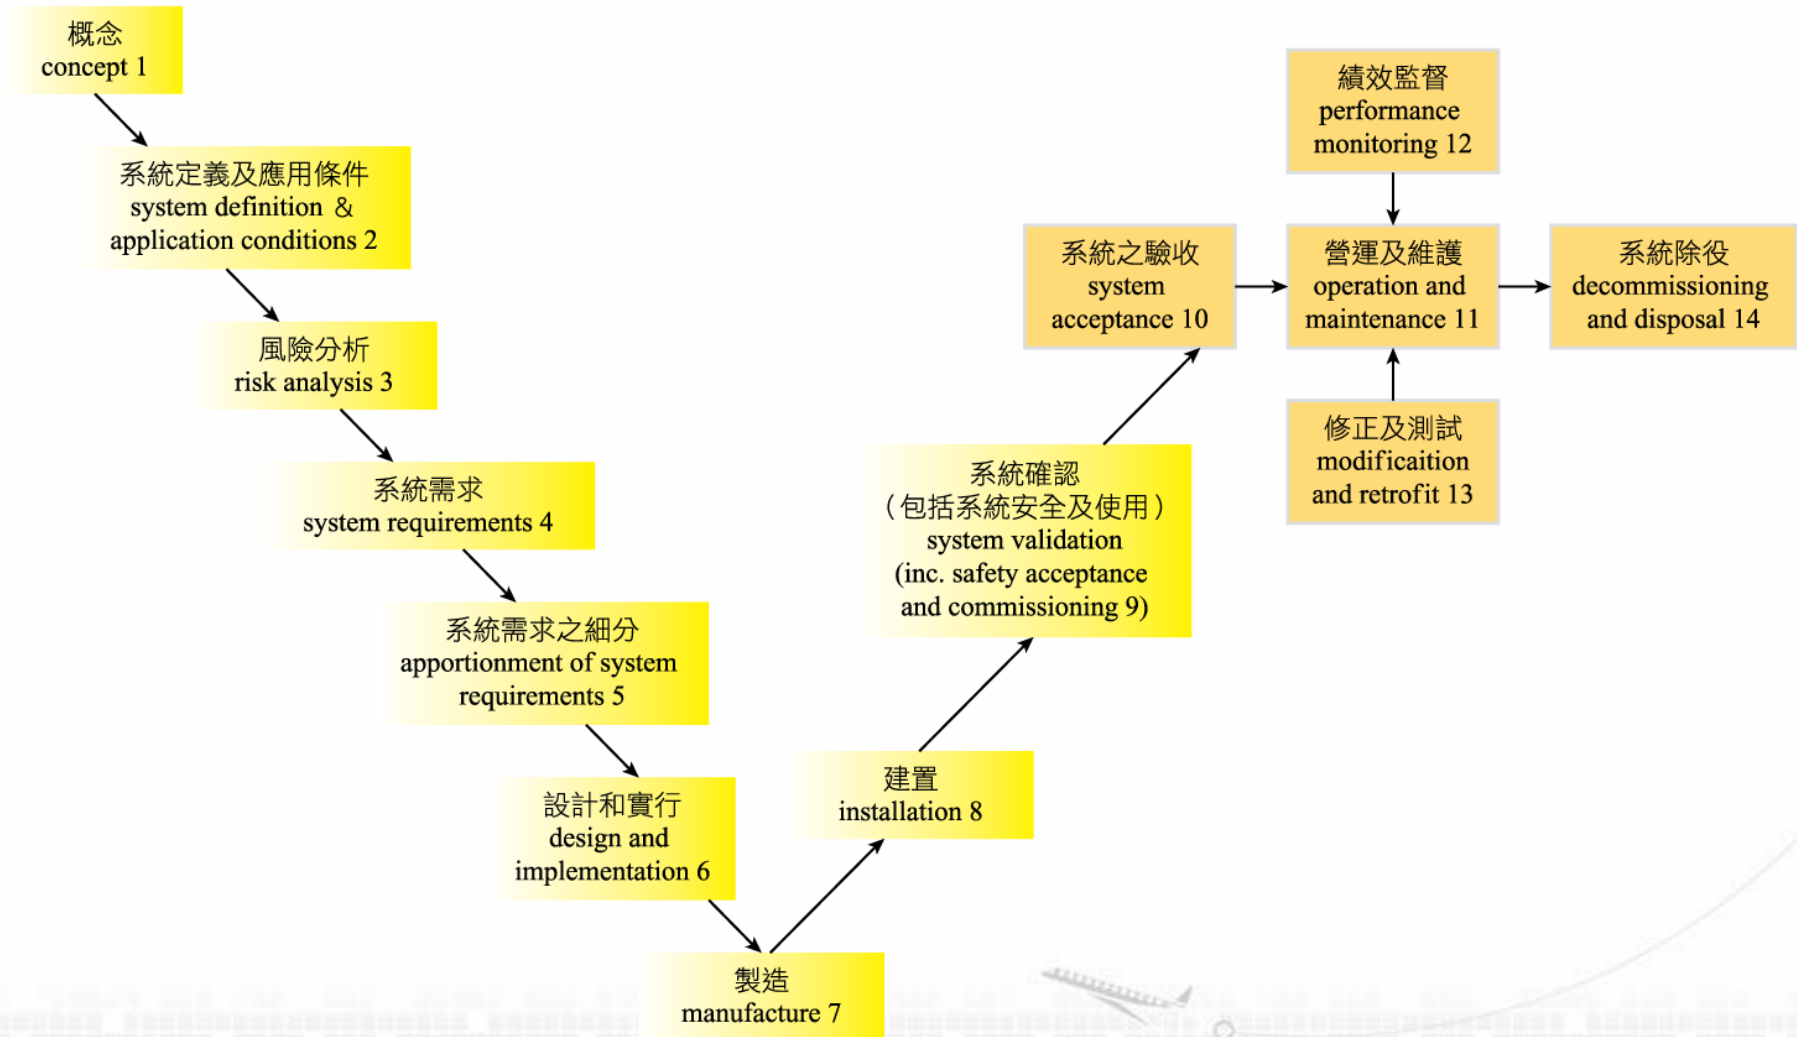 概念
concept 1
系統定義及應用條件
system definition &
application conditions 2
風險分析
risk analysis 3
系統需求
system requirements 4
系統需求之細分
apportionment of system
requirements 5
設計和實行
design and
implementation 6
製造
manufacture 7
建置
installation 8
系統確認
（包括系統安全及使用）
system validation
(inc. safety acceptance
and commissioning 9)
系統之驗收
system
acceptance 10
營運及維護
operation and
maintenance 11
績效監督
performance
monitoring 12
修正及測試
modificaition
and retrofit 13
系統除役
decommissioning
and disposal 14